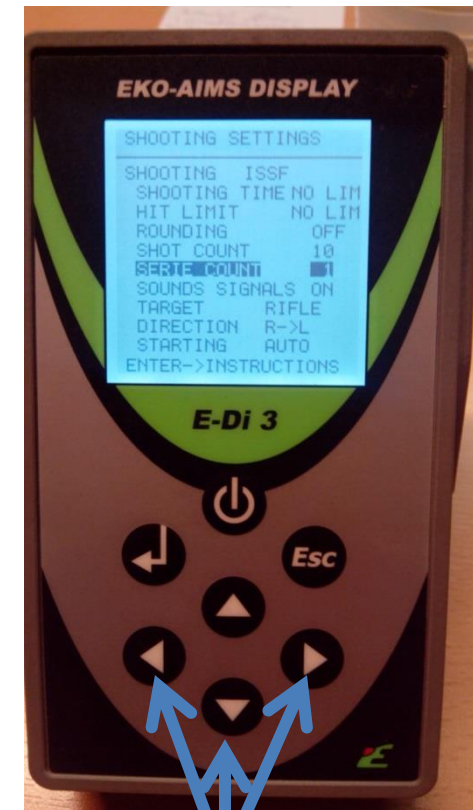 EKO-AIMS DISPLAY
SHOOTING SETTINGS
SHOOTING ISSF
SHOOTING TIME NO LIM
HIT LIMIT NO LIM
ROUNDING OFF
SHOT COUNT 10
SERIE COUNT 1
SOUNDS SIGNALS ON
TARGET RIFLE
DIRECTION R->L
STARTING AUTO
ENTER->INSTRUCTIONS
E-Di 3
Esc
E